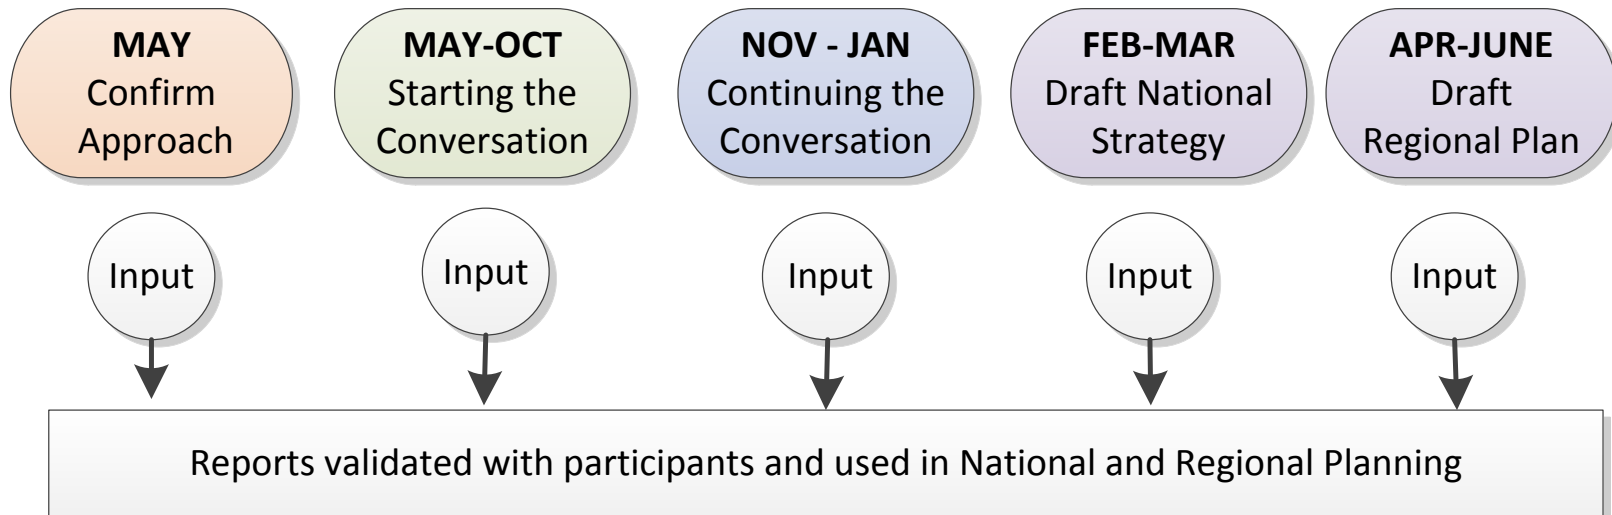 MAY
Confirm
Approach
MAY-OCT
Starting the
Conversation
NOV - JAN
Continuing the
Conversation
FEB-MAR
Draft National
Strategy
APR-JUNE
Draft
Regional Plan
Input
Input
Input
Input
Input
Reports validated with participants and used in National and Regional Planning